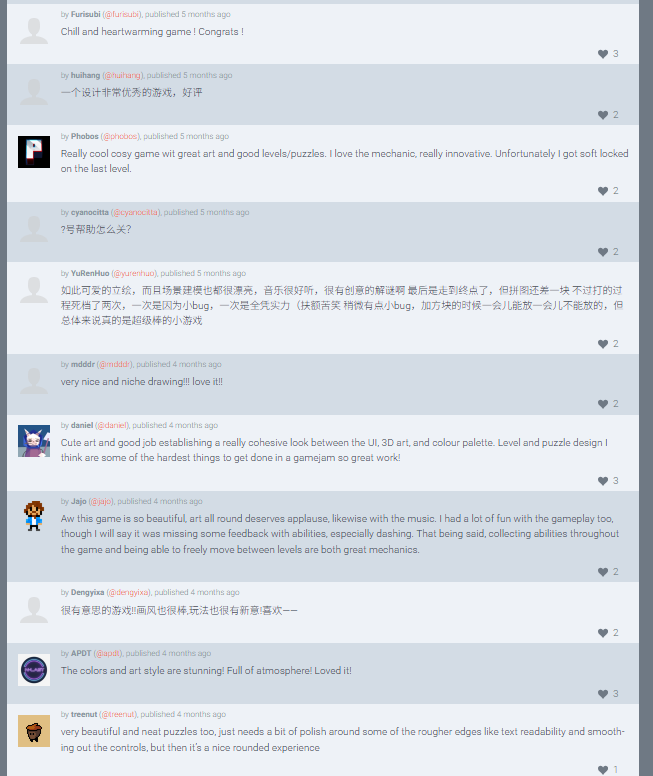 by Furisubi (@furisubi), published 5 months ago
Chill and heartwarming game ! Congrats !
3
by huihang (@huihang), published 5 months ago
一个设计非常优秀的游戏，好评
2
by Phobos (@phobos), published 5 months ago
Really cool cosy game wit great art and good levels/puzzles. I love the mechanic, really innovative. Unfortunately I got soft locked
on the last level.
2
by cyanocitta (@cyanocitta), published 5 months ago
?号帮助怎么关？
2
by YuRenHuo (@yurenhuo), published 5 months ago
如此可爱的立绘，而且场景建模也都很漂亮，音乐很好听，很有创意的解谜啊 最后是走到终点了，但拼图还差一块 不过打的过
程死档了两次，一次是因为小bug，一次是全凭实力（扶额苦笑 稍微有点小bug，加方块的时候一会儿能放一会儿不能放的，但
总体来说真的是超级棒的小游戏
2
by mdddr (@mdddr), published 4 months ago
very nice and niche drawing!!! love it!!
2
by daniel (@daniel), published 4 months ago
Cute art and good job establishing a really cohesive look between the UI, 3D art, and colour palette. Level and puzzle design I
think are some of the hardest things to get done in a gamejam so great work!
3
by Jajo (@jajo), published 4 months ago
Aw this game is so beautiful, art all round deserves applause, likewise with the music. I had a lot of fun with the gameplay too,
though I will say it was missing some feedback with abilities, especially dashing. That being said, collecting abilities throughout
the game and being able to freely move between levels are both great mechanics.
2
by Dengyixa (@dengyixa), published 4 months ago
很有意思的游戏!!画风也很棒,玩法也很有新意!喜欢~~
2
by APDT (@apdt), published 4 months ago
The colors and art style are stunning! Full of atmosphere! Loved it!
3
by treenut (@treenut), published 4 months ago
very beautiful and neat puzzles too, just needs a bit of polish around some of the rougher edges like text readability and smooth-
ing out the controls, but then it's a nice rounded experience
1